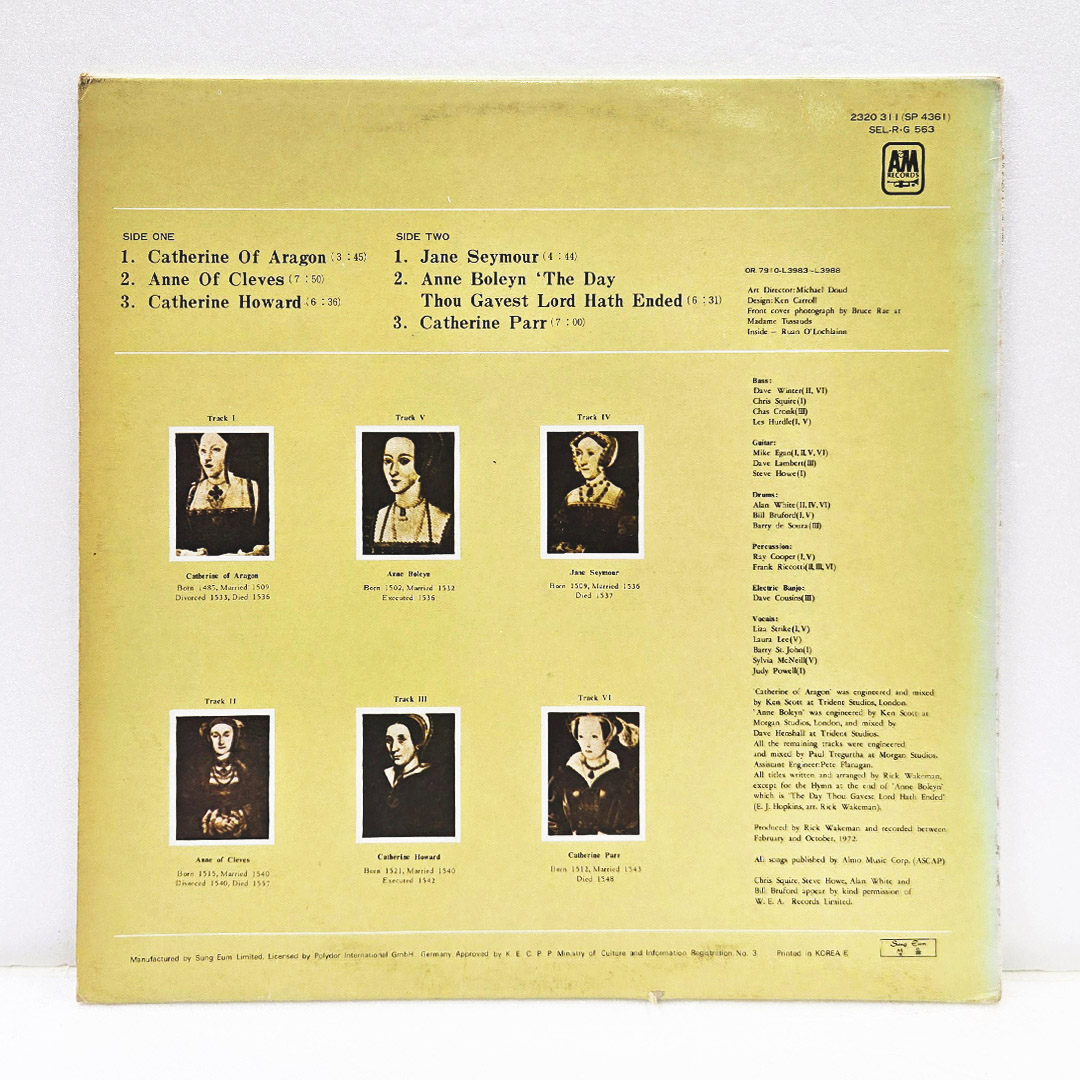 2320 311 (SP 4361)
SEL-R-G 563
A&M
RECORDS
SIDE ONE
1. Catherine Of Aragon (3 : 45)
2. Anne Of Cleves (7 : 50)
3. Catherine Howard (6 : 36)
SIDE TWO
1. Jane Seymour (4 : 44)
2. Anne Boleyn ‘The Day
Thou Gavest Lord Hath Ended (6 : 31)
3. Catherine Parr (7 : 00)
OR. 7910-L3983~L3988
Art Director: Michael Doud
Design: Ken Carroll
Front cover photograph by Bruce Rae at
Madame Tussauds
Inside — Ruan O'Lochlainn
Track I
Catherine of Aragon
Born 1485, Married 1509
Divorced 1533, Died 1536
Track V
Anne Boleyn
Born 1502, Married 1532
Executed 1536
Track IV
Jane Seymour
Born 1509, Married 1536
Died 1537
Track II
Anne of Cleves
Born 1515, Married 1540
Divorced 1540, Died 1557
Track III
Catherine Howard
Born 1521, Married 1540
Executed 1542
Track VI
Catherine Parr
Born 1512, Married 1543
Died 1548
Bass:
Dave Winter(II, VI)
Chris Squire(I)
Chas Cronk(III)
Les Hurdle(I, V)
Guitar:
Mike Egan(I, II, V, VI)
Dave Lambert(III)
Steve Howe(I)
Drums:
Alan White(II, IV, VI)
Bill Bruford(I, V)
Barry de Souza(III)
Percussion:
Ray Cooper(I, V)
Frank Riccotti(II, III, VI)
Electric Banjo:
Dave Cousins(III)
Vocals:
Liza Strike(I, V)
Laura Lee(V)
Barry St. John(I)
Sylvia McNeill(V)
Judy Powell(I)
'Catherine of Aragon' was engineered and mixed
by Ken Scott at Trident Studios, London.
'Anne Boleyn' was engineered by Ken Scott at
Morgan Studios, London, and mixed by
Dave Henshall at Trident Studios.
All the remaining tracks were engineered
and mixed by Paul Tregurtha at Morgan Studios.
Assistant Engineer: Pete Flanagan.
All titles written and arranged by Rick Wakeman,
except for the Hymn at the end of 'Anne Boleyn'
which is 'The Day Thou Gavest Lord Hath Ended'
(E. J. Hopkins, arr. Rick Wakeman).
Produced by Rick Wakeman and recorded between
February and October, 1972.
All songs published by Almo Music Corp. (ASCAP)
Chris Squire, Steve Howe, Alan White and
Bill Bruford appear by kind permission of
W. E. A. Records Limited.
Manufactured by Sung Eum Limited. Licensed by Polydor International GmbH. Germany Approved by K. E. C. P. P. Ministry of Culture and Information Registration No. 3 Printed in KOREA Ⓔ
Sung Eum